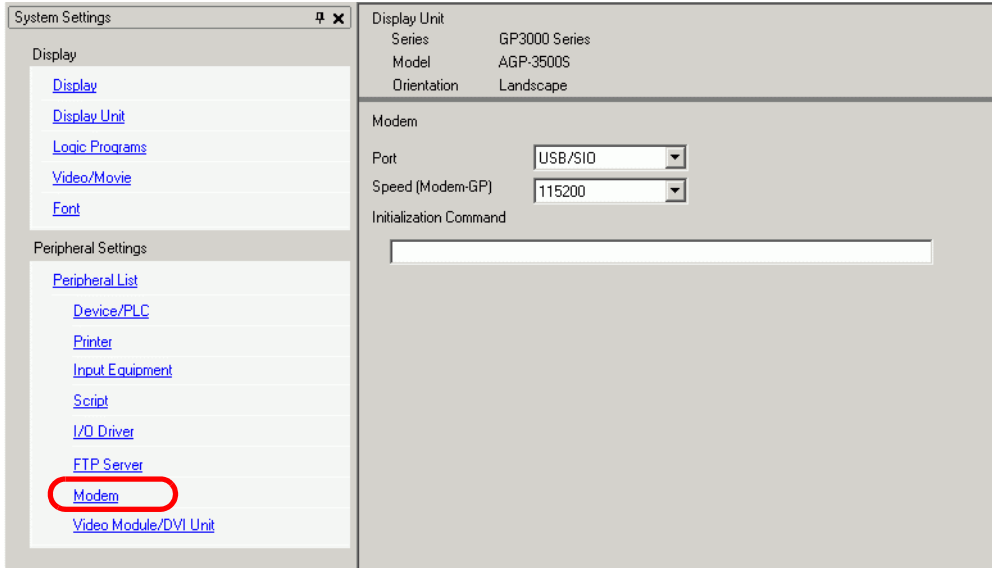 System Settings
Display
Display
Display Unit
Logic Programs
Video/Movie
Font
Peripheral Settings
Peripheral List
Device/PLC
Printer
Input Equipment
Script
I/O Driver
FTP Server
Modem
Video Module/DVI Unit
Display Unit
Series GP3000 Series
Model AGP-3500S
Orientation Landscape
Modem
Port USB/SIO
Speed (Modem-GP) 115200
Initialization Command